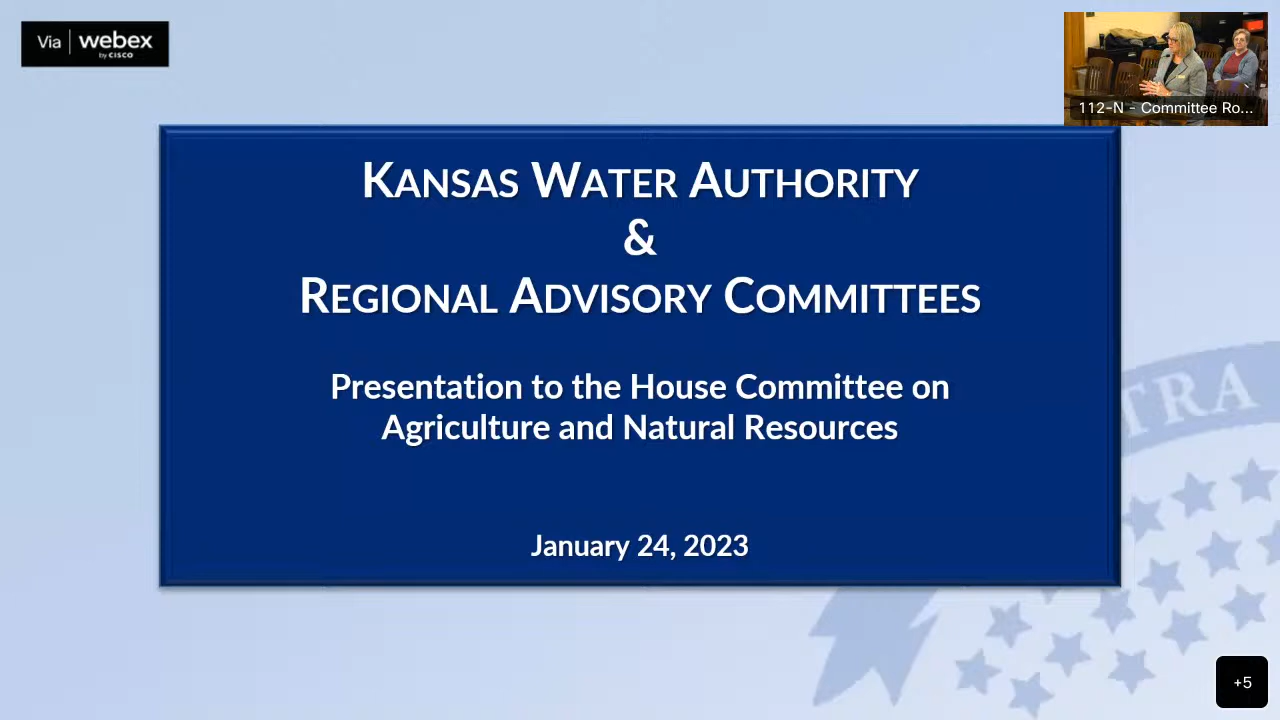 Via webex
by CISCO
112-N - Committee Ro...
KANSAS WATER AUTHORITY
&
REGIONAL ADVISORY COMMITTEES
Presentation to the House Committee on
Agriculture and Natural Resources
January 24, 2023
TRA
+5